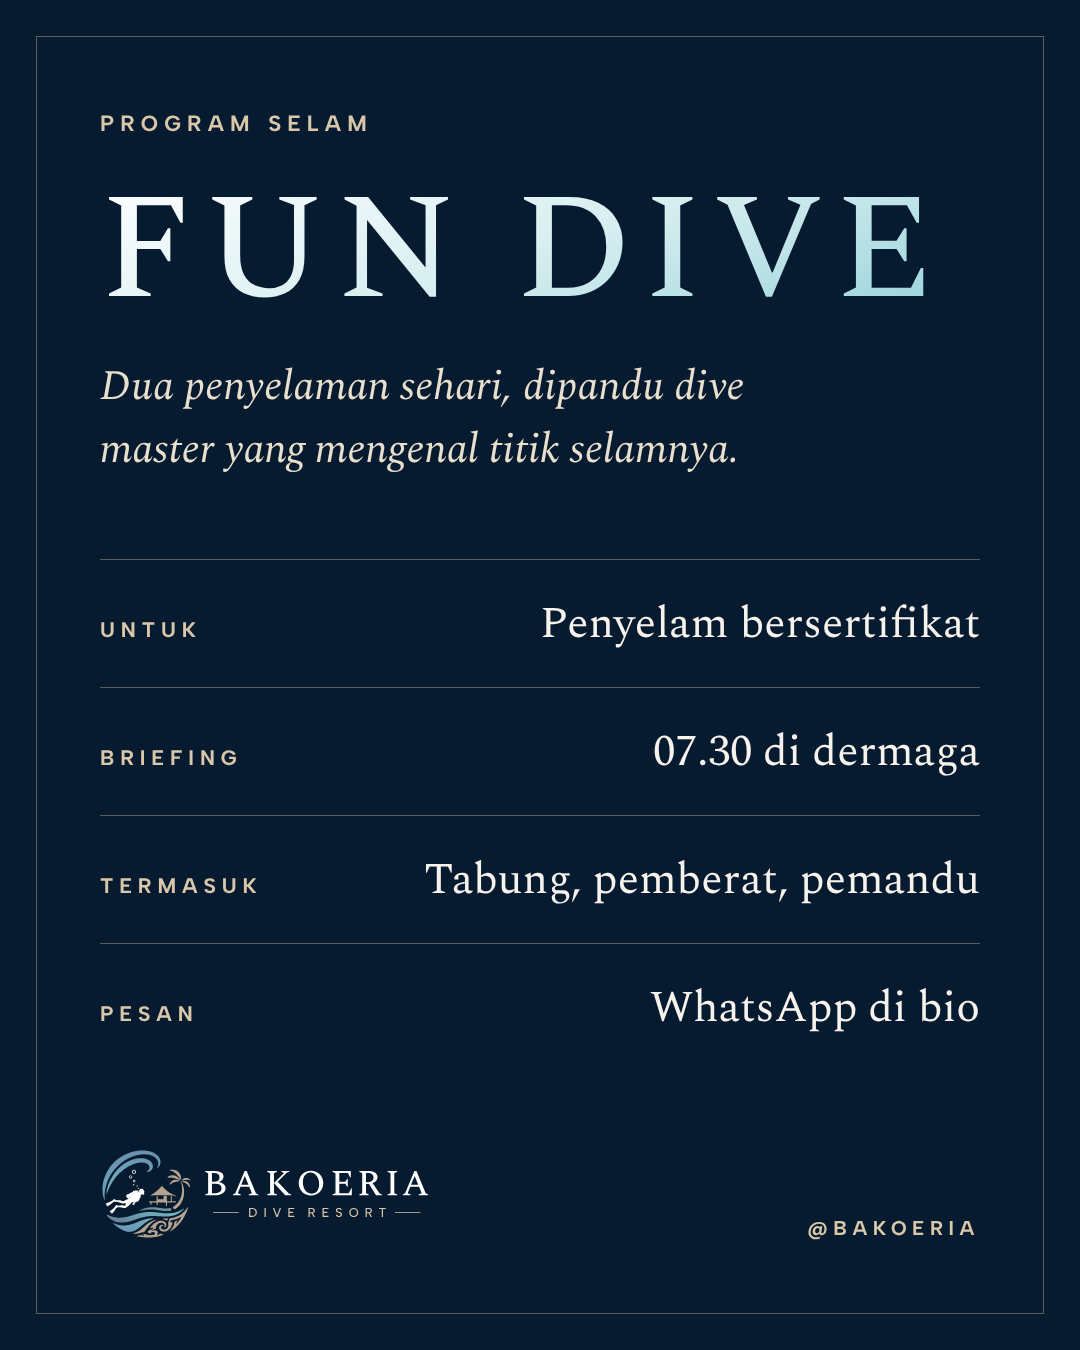 PROGRAM SELAM
FUN DIVE
Dua penyelaman sehari, dipandu dive
master yang mengenal titik selamnya.
UNTUK
Penyelam bersertifikat
BRIEFING
07.30 di dermaga
TERMASUK
Tabung, pemberat, pemandu
PESAN
WhatsApp di bio
BAKOERIA
DIVE RESORT
@BAKOERIA